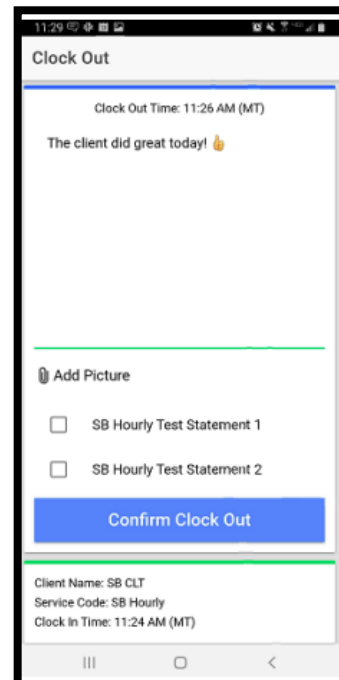 11:29
Clock Out
Clock Out Time: 11:26 AM (MT)
The client did great today! 👍
Add Picture
SB Hourly Test Statement 1
SB Hourly Test Statement 2
Confirm Clock Out
Client Name: SB CLT
Service Code: SB Hourly
Clock In Time: 11:24 AM (MT)